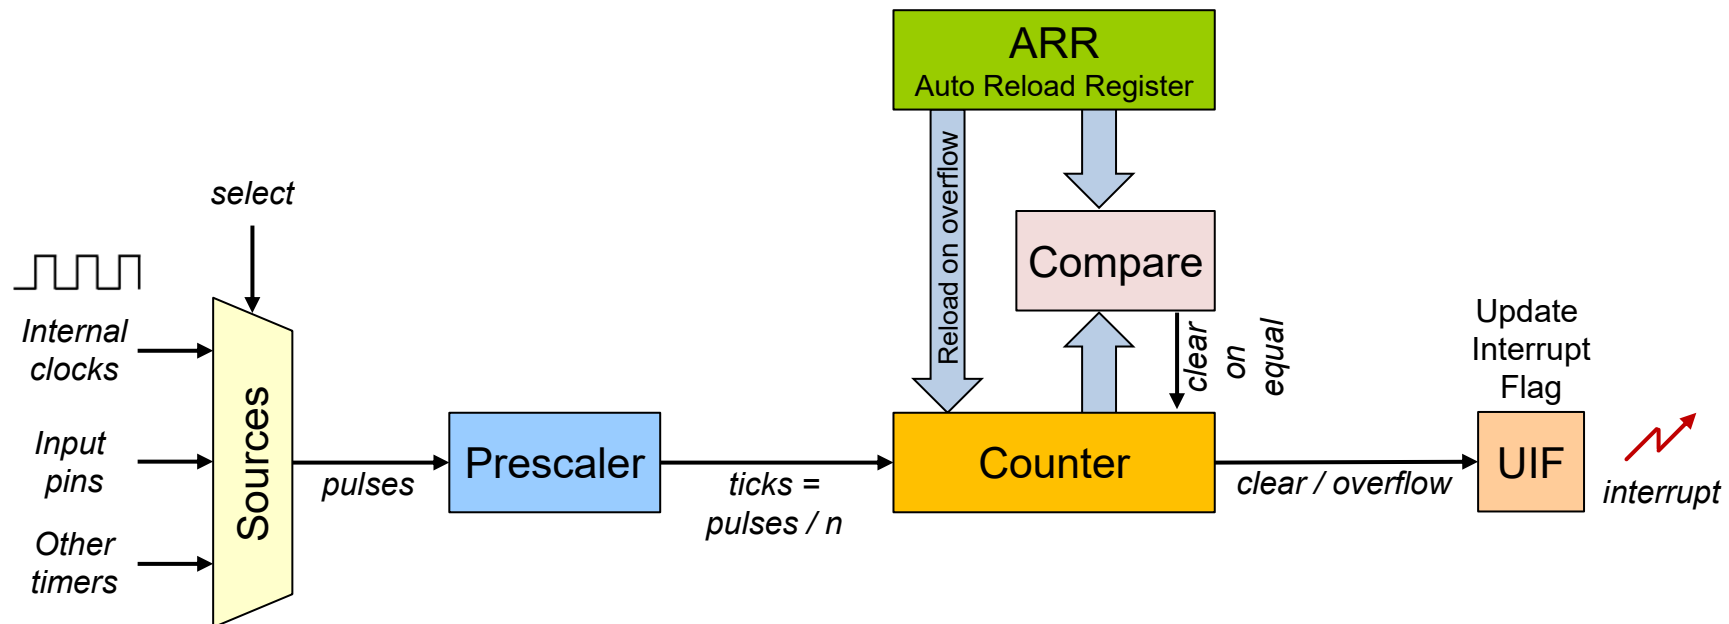 ARR
Auto Reload Register
Reload on overflow
select
Compare
clear
on
equal
Internal
clocks
Input
pins
Other
timers
Sources
pulses
Prescaler
ticks =
pulses / n
Counter
clear / overflow
Update
Interrupt
Flag
UIF
interrupt